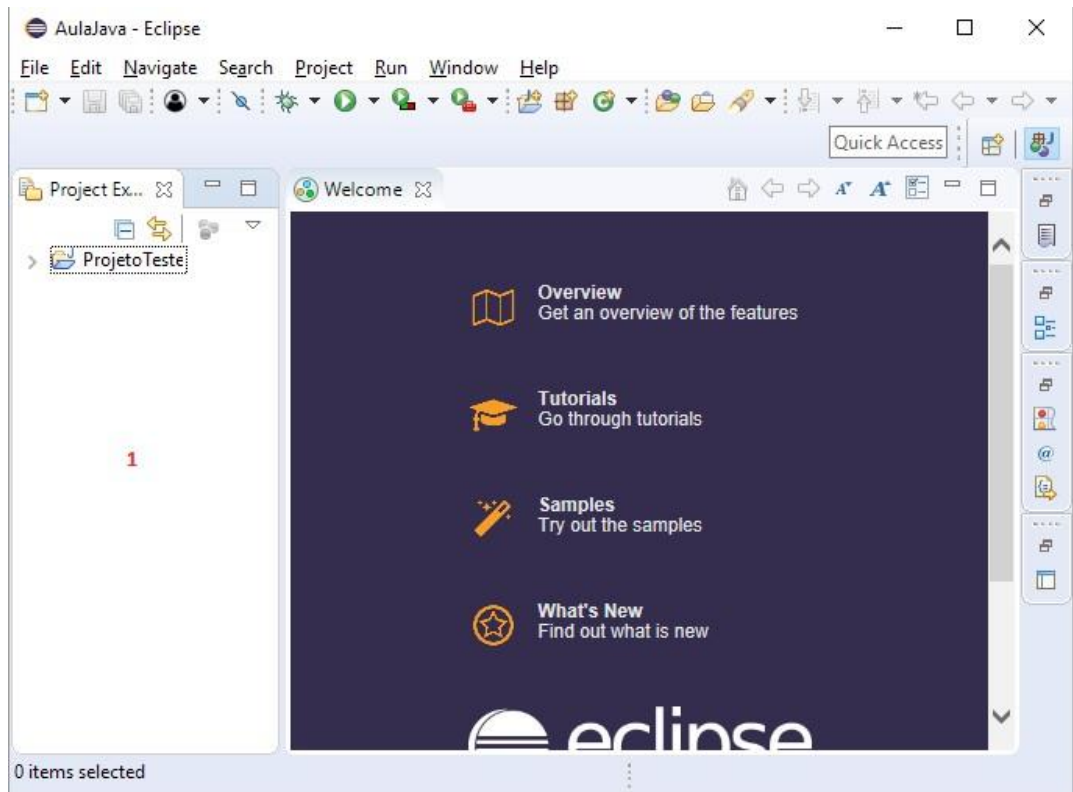 AulaJava - Eclipse
File Edit Navigate Search Project Run Window Help
Quick Access
Project Ex...
Welcome
ProjetoTeste
Overview
Get an overview of the features
Tutorials
Go through tutorials
1
Samples
Try out the samples
What's New
Find out what is new
eclipse
0 items selected